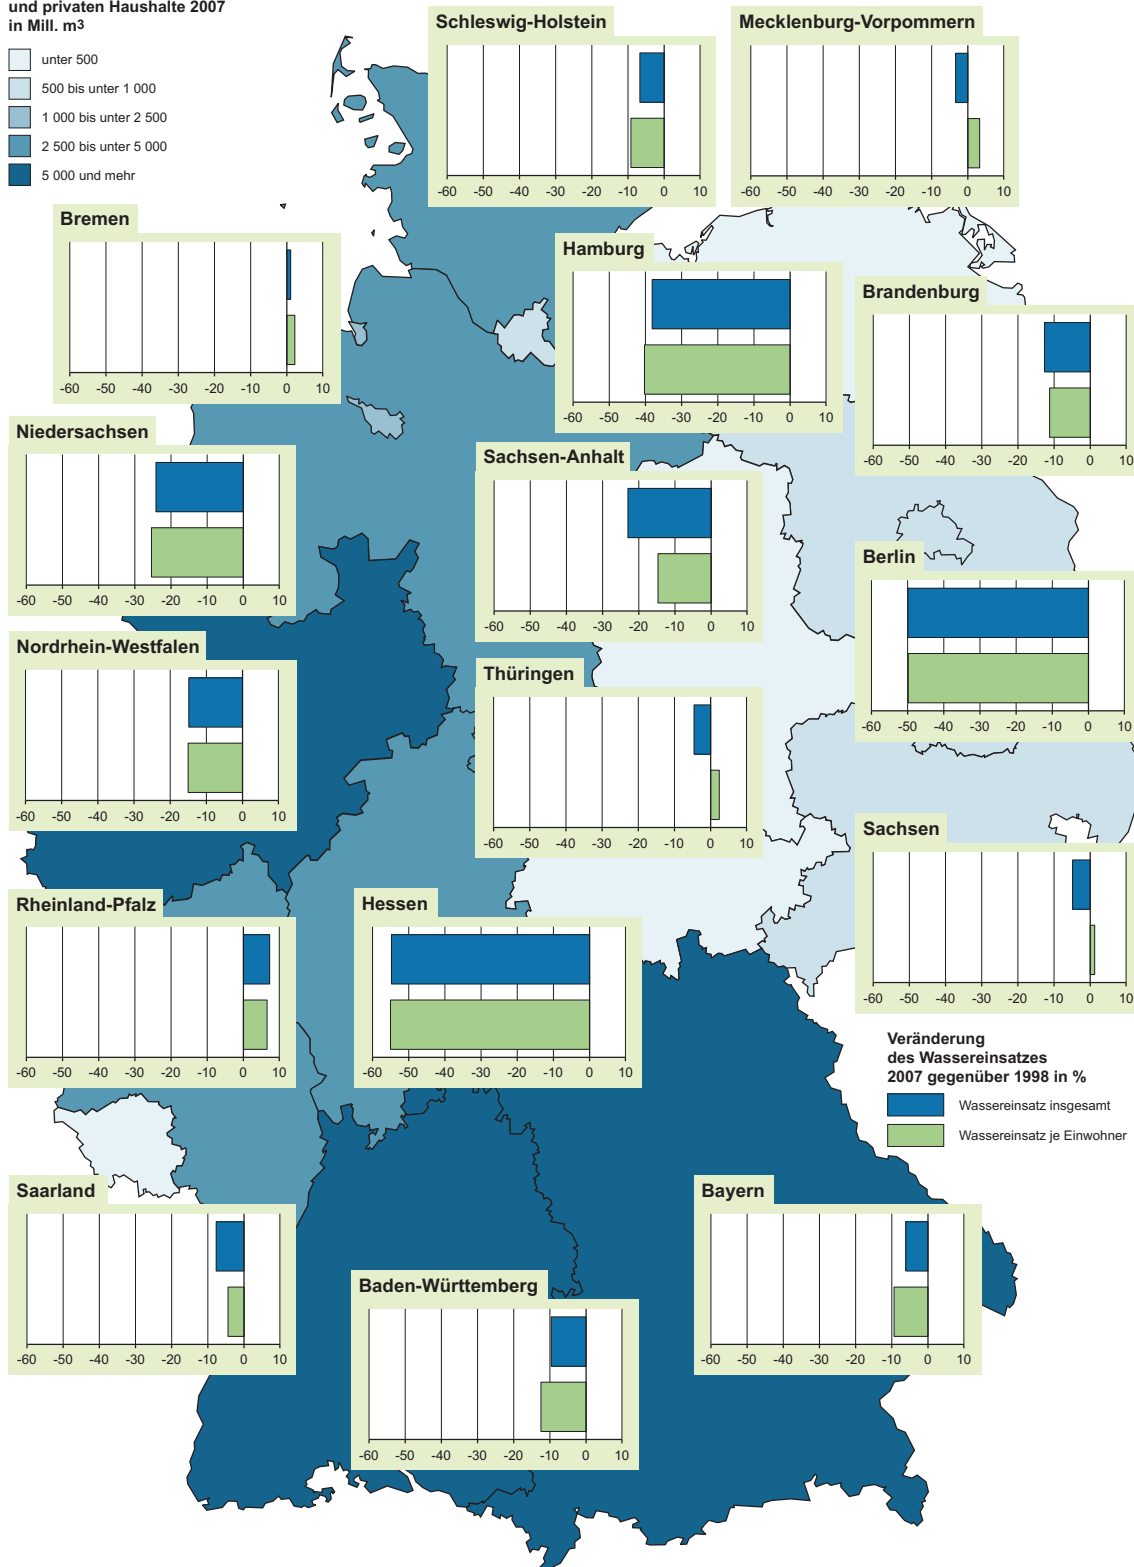 und privaten Haushalte 2007
in Mill. m3
unter 500
500 bis unter 1 000
1 000 bis unter 2 500
2 500 bis unter 5 000
5 000 und mehr
Schleswig-Holstein
-60 -50 -40 -30 -20 -10 0 10
Mecklenburg-Vorpommern
-60 -50 -40 -30 -20 -10 0 10
Bremen
-60 -50 -40 -30 -20 -10 0 10
Hamburg
-60 -50 -40 -30 -20 -10 0 10
Brandenburg
-60 -50 -40 -30 -20 -10 0 10
Niedersachsen
-60 -50 -40 -30 -20 -10 0 10
Sachsen-Anhalt
-60 -50 -40 -30 -20 -10 0 10
Berlin
-60 -50 -40 -30 -20 -10 0 10
Nordrhein-Westfalen
-60 -50 -40 -30 -20 -10 0 10
Thüringen
-60 -50 -40 -30 -20 -10 0 10
Sachsen
-60 -50 -40 -30 -20 -10 0 10
Rheinland-Pfalz
-60 -50 -40 -30 -20 -10 0 10
Hessen
-60 -50 -40 -30 -20 -10 0 10
Veränderung
des Wassereinsatzes
2007 gegenüber 1998 in %
Wassereinsatz insgesamt
Wassereinsatz je Einwohner
Saarland
-60 -50 -40 -30 -20 -10 0 10
Bayern
-60 -50 -40 -30 -20 -10 0 10
Baden-Württemberg
-60 -50 -40 -30 -20 -10 0 10